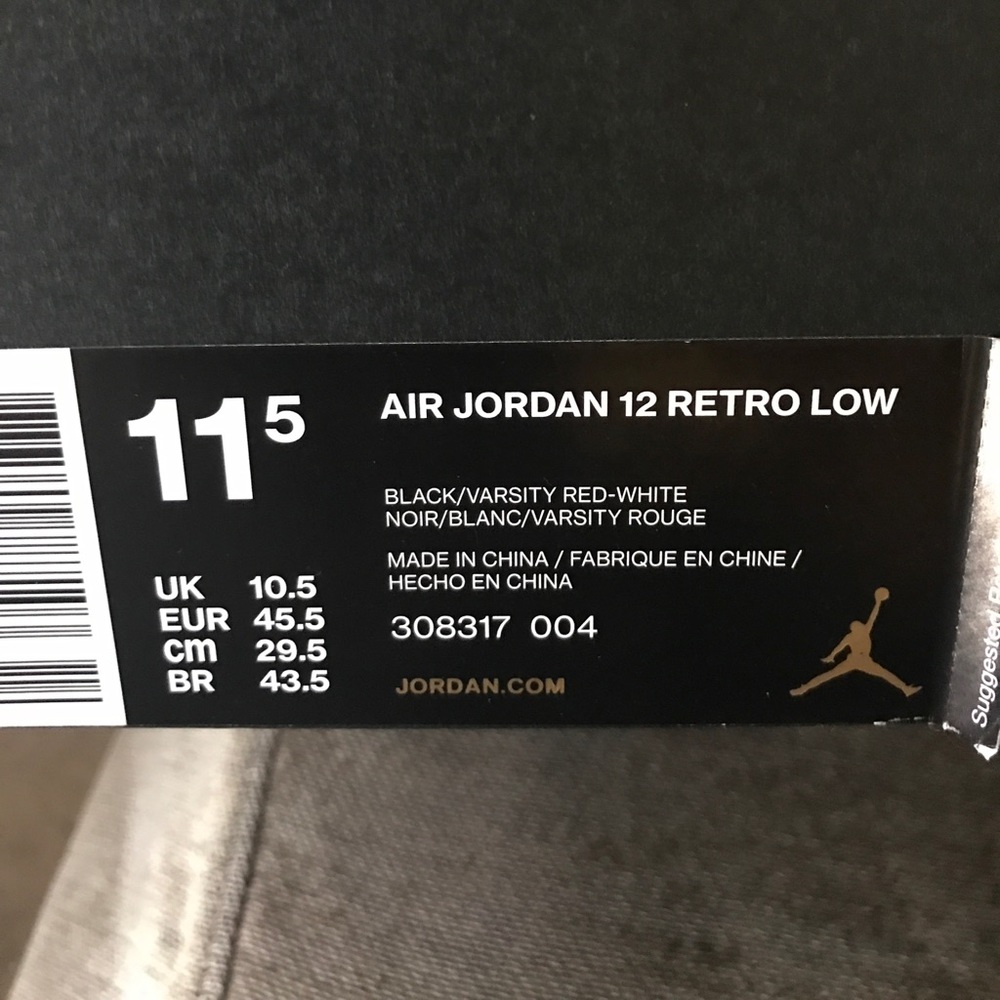 11⁵
AIR JORDAN 12 RETRO LOW
BLACK/VARSITY RED-WHITE
NOIR/BLANC/VARSITY ROUGE
MADE IN CHINA / FABRIQUE EN CHINE /
HECHO EN CHINA
308317 004
JORDAN.COM
UK 10.5
EUR 45.5
cm 29.5
BR 43.5
Suggested